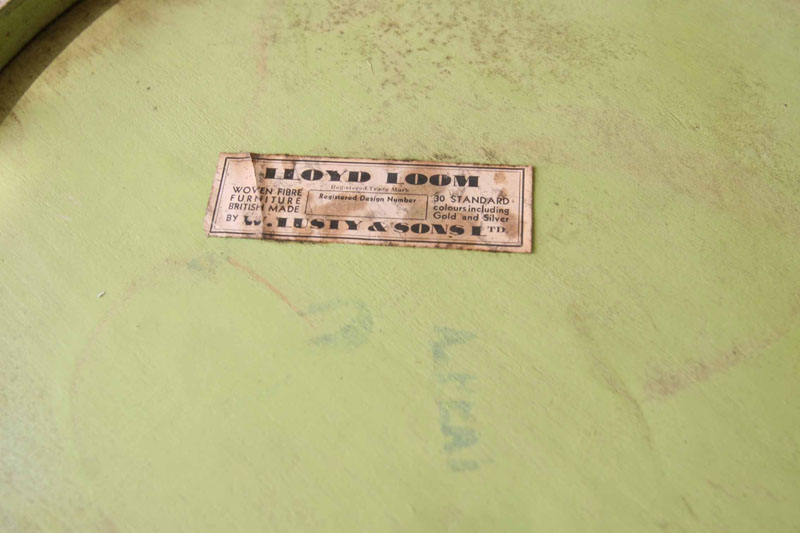 LLOYD LOOM
Registered Trade Mark
WOVEN FIBRE
FURNITURE
BRITISH MADE
Registered Design Number
30 STANDARD
colours including
Gold and Silver
BY W. LUSTY & SONS LTD.